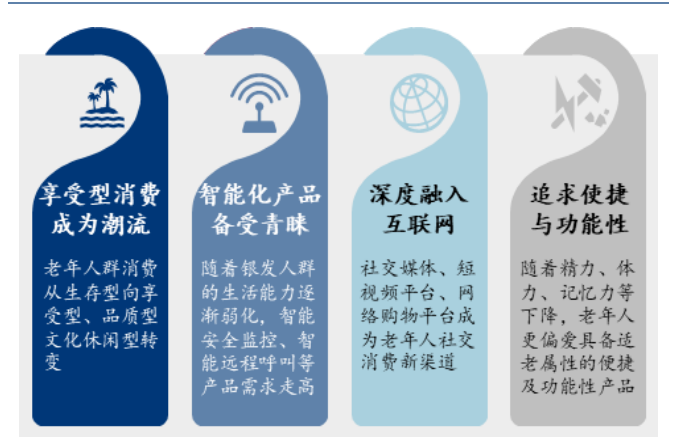 享受型消费
成为潮流
老年人群消费
从生存型向享
受型、品质型
文化休闲型转
变
智能化产品
备受青睐
随着银发人群
的生活能力逐
渐弱化，智能
安全监控、智
能远程呼叫等
产品需求走高
深度融入
互联网
社交媒体、短
视频平台、网
络购物平台成
为老年人社交
消费新渠道
追求便捷
与功能性
随着精力、体
力、记忆力等
下降，老年人
更偏爱具备适
老属性的便捷
及功能性产品